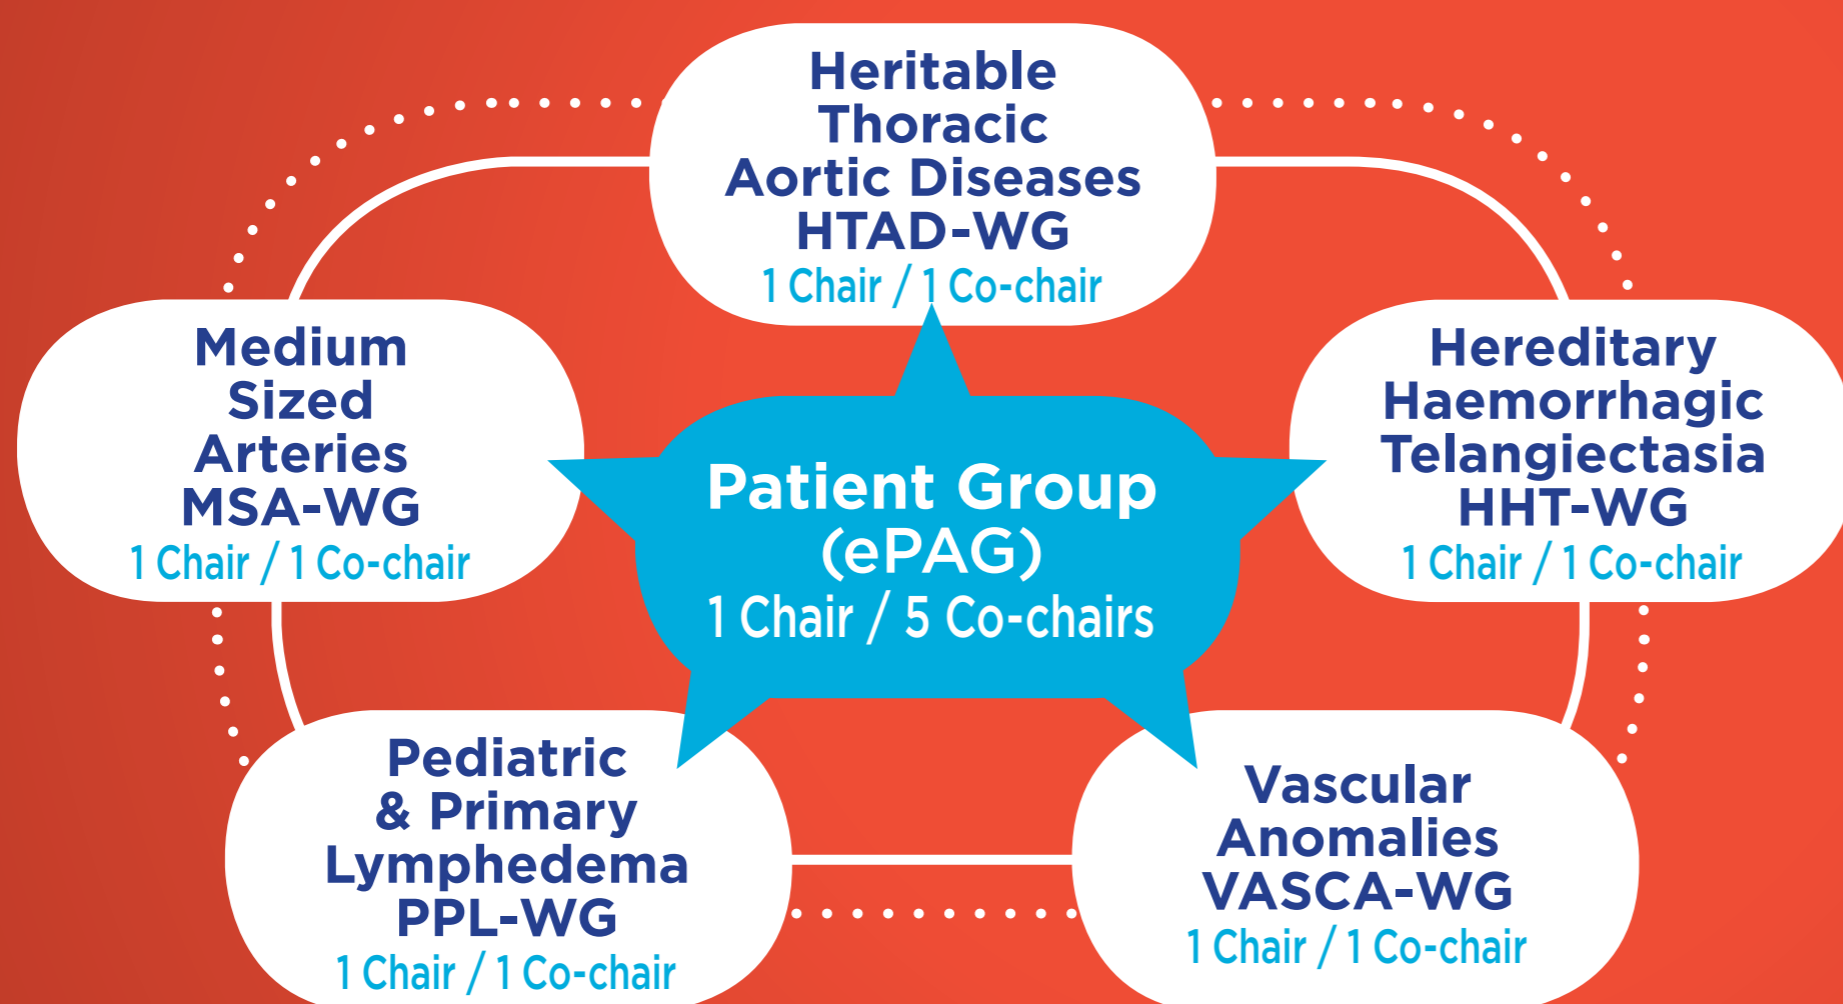 Heritable
Thoracic
Aortic Diseases
HTAD-WG
1 Chair / 1 Co-chair
Medium
Sized
Arteries
MSA-WG
1 Chair / 1 Co-chair
Hereditary
Haemorrhagic
Telangiectasia
HHT-WG
1 Chair / 1 Co-chair
Patient Group
(ePAG)
1 Chair / 5 Co-chairs
Pediatric
& Primary
Lymphedema
PPL-WG
1 Chair / 1 Co-chair
Vascular
Anomalies
VASCA-WG
1 Chair / 1 Co-chair